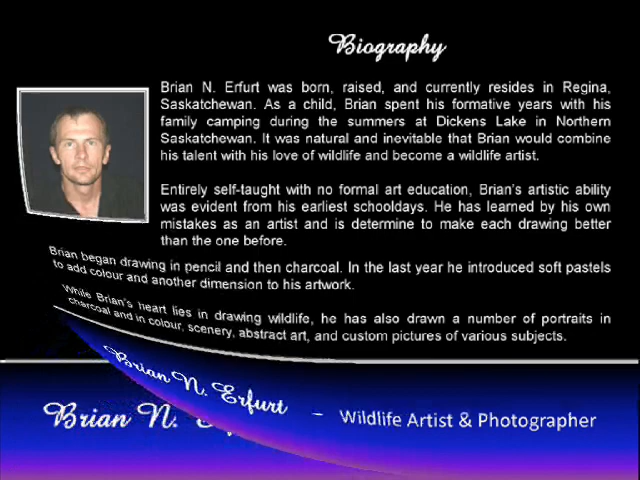 Biography
Brian N. Erfurt was born, raised, and currently resides in Regina,
Saskatchewan. As a child, Brian spent his formative years with his
family camping during the summers at Dickens Lake in Northern
Saskatchewan. It was natural and inevitable that Brian would combine
his talent with his love of wildlife and become a wildlife artist.
Entirely self-taught with no formal art education, Brian's artistic ability
was evident from his earliest schooldays. He has learned by his own
mistakes as an artist and is determine to make each drawing better
than the one before.
Brian began drawing in pencil and then charcoal. In the last year he introduced soft pastels
to add colour and another dimension to his artwork.
While Brian's heart lies in drawing wildlife, he has also drawn a number of portraits in
charcoal and in colour, scenery, abstract art, and custom pictures of various subjects.
Brian N. Erfurt
Brian N. – Wildlife Artist & Photographer